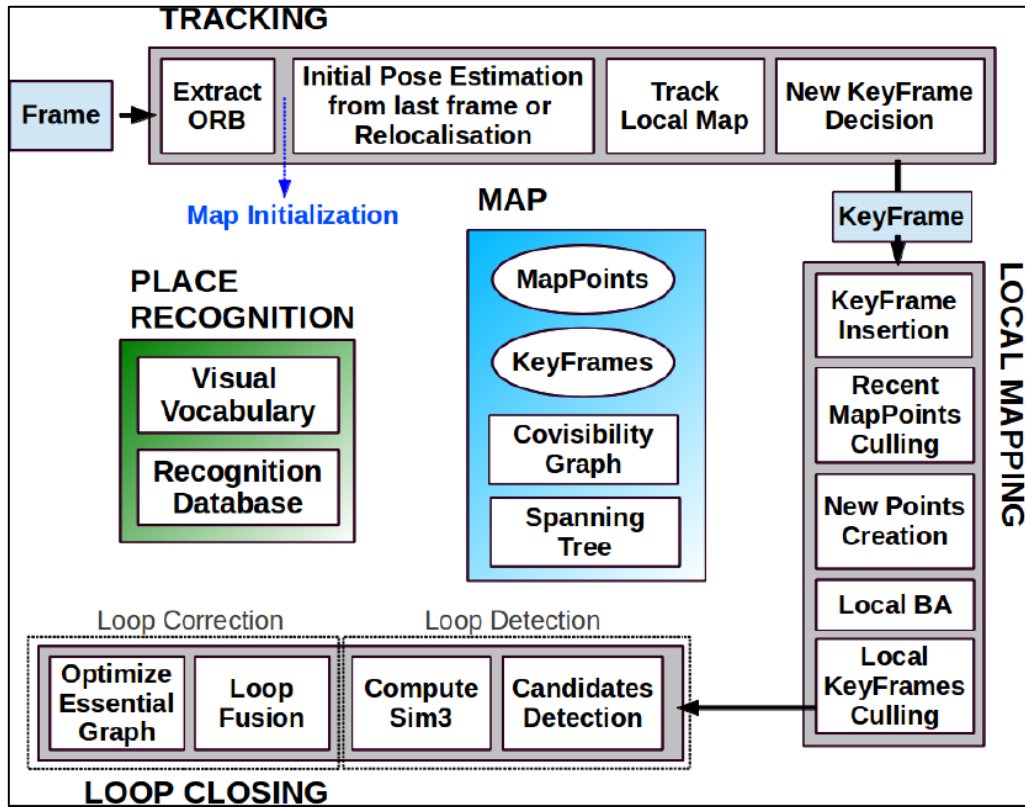 TRACKING
Frame
Extract
ORB
Initial Pose Estimation
from last frame or
Relocalisation
Track
Local Map
New KeyFrame
Decision
Map Initialization
KeyFrame
MAP
MapPoints
KeyFrames
Covisibility
Graph
Spanning
Tree
PLACE
RECOGNITION
Visual
Vocabulary
Recognition
Database
LOCAL MAPPING
KeyFrame
Insertion
Recent
MapPoints
Culling
New Points
Creation
Local BA
Local
KeyFrames
Culling
Loop Correction
Loop Detection
Optimize
Essential
Graph
Loop
Fusion
Compute
Sim3
Candidates
Detection
LOOP CLOSING